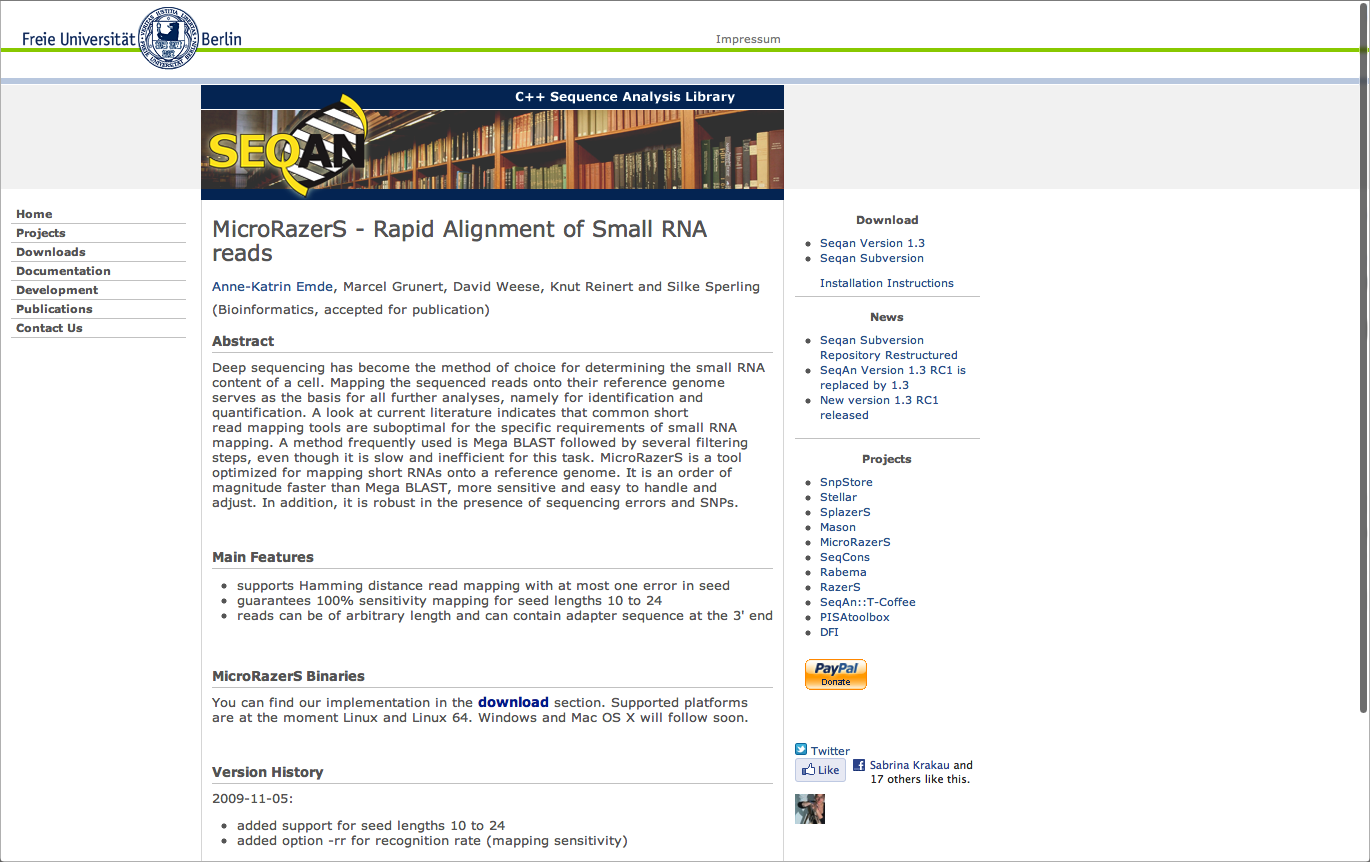 Freie Universität Berlin
Impressum
C++ Sequence Analysis Library
SEQAN
Home
Projects
Downloads
Documentation
Development
Publications
Contact Us
MicroRazerS - Rapid Alignment of Small RNA
reads
Anne-Katrin Emde, Marcel Grunert, David Weese, Knut Reinert and Silke Sperling
(Bioinformatics, accepted for publication)
Abstract
Deep sequencing has become the method of choice for determining the small RNA
content of a cell. Mapping the sequenced reads onto their reference genome
serves as the basis for all further analyses, namely for identification and
quantification. A look at current literature indicates that common short
read mapping tools are suboptimal for the specific requirements of small RNA
mapping. A method frequently used is Mega BLAST followed by several filtering
steps, even though it is slow and inefficient for this task. MicroRazerS is a tool
optimized for mapping short RNAs onto a reference genome. It is an order of
magnitude faster than Mega BLAST, more sensitive and easy to handle and
adjust. In addition, it is robust in the presence of sequencing errors and SNPs.
Main Features
• supports Hamming distance read mapping with at most one error in seed
• guarantees 100% sensitivity mapping for seed lengths 10 to 24
• reads can be of arbitrary length and can contain adapter sequence at the 3' end
MicroRazerS Binaries
You can find our implementation in the download section. Supported platforms
are at the moment Linux and Linux 64. Windows and Mac OS X will follow soon.
Version History
2009-11-05:
• added support for seed lengths 10 to 24
• added option -rr for recognition rate (mapping sensitivity)
Download
• Seqan Version 1.3
• Seqan Subversion
Installation Instructions
News
• Seqan Subversion
Repository Restructured
• SeqAn Version 1.3 RC1 is
replaced by 1.3
• New version 1.3 RC1
released
Projects
• SnpStore
• Stellar
• SplazerS
• Mason
• MicroRazerS
• SeqCons
• Rabema
• RazerS
• SeqAn::T-Coffee
• PISAtoolbox
• DFI
PayPal
Donate
Twitter
Like
Sabrina Krakau and
17 others like this.